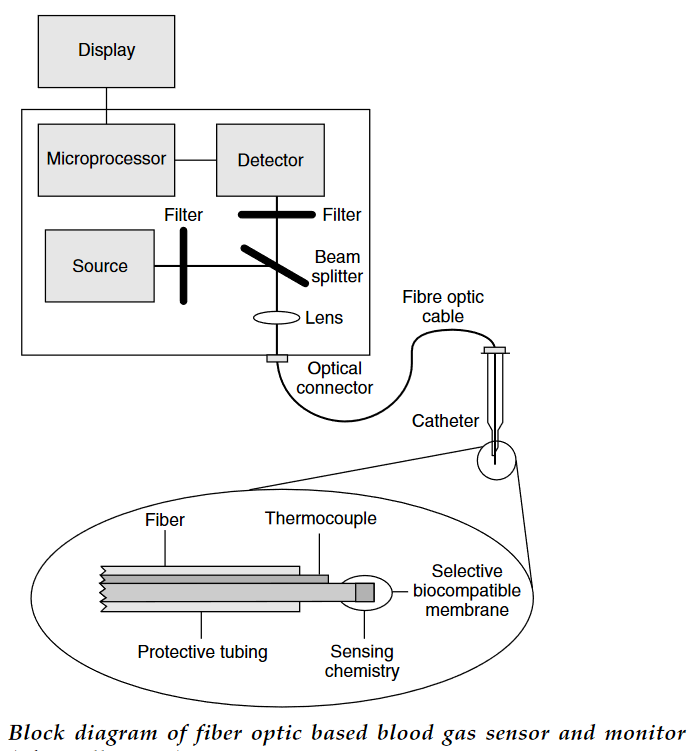 Display
Microprocessor
Detector
Filter
Filter
Source
Beam
splitter
Lens
Fibre optic
cable
Optical
connector
Catheter
Fiber
Thermocouple
Selective
biocompatible
membrane
Protective tubing
Sensing
chemistry
Block diagram of fiber optic based blood gas sensor and monitor